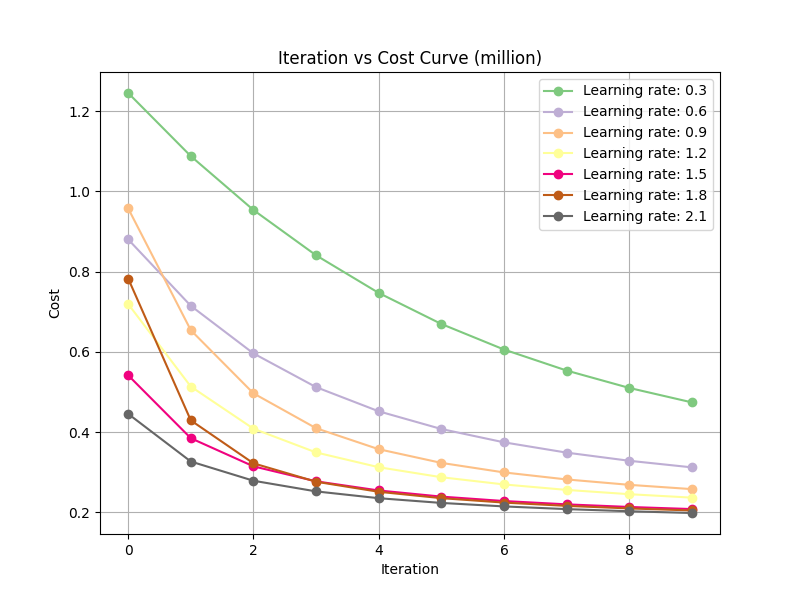 Iteration vs Cost Curve (million)
Learning rate: 0.3
Learning rate: 0.6
Learning rate: 0.9
Learning rate: 1.2
Learning rate: 1.5
Learning rate: 1.8
Learning rate: 2.1
1.2
1.0
0.8
0.6
0.4
0.2
Cost
0 2 4 6 8
Iteration